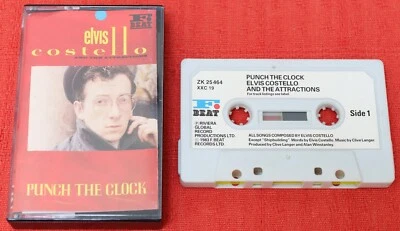 elvis
costello
AND THE ATTRACTIONS
F.
BEAT
PUNCH THE CLOCK
ZK 25464
XXC 19
PUNCH THE CLOCK
ELVIS COSTELLO
AND THE ATTRACTIONS
For track listings see label.
F.
BEAT
Side 1
Ⓟ RIVIERA
GLOBAL
RECORD
PRODUCTIONS LTD.
© 1983 F. BEAT
RECORDS LTD.
ALL SONGS COMPOSED BY ELVIS COSTELLO
Except "Shipbuilding" Words by Elvis Costello, Music by Clive Langer
Produced by Clive Langer and Alan Winstanley.